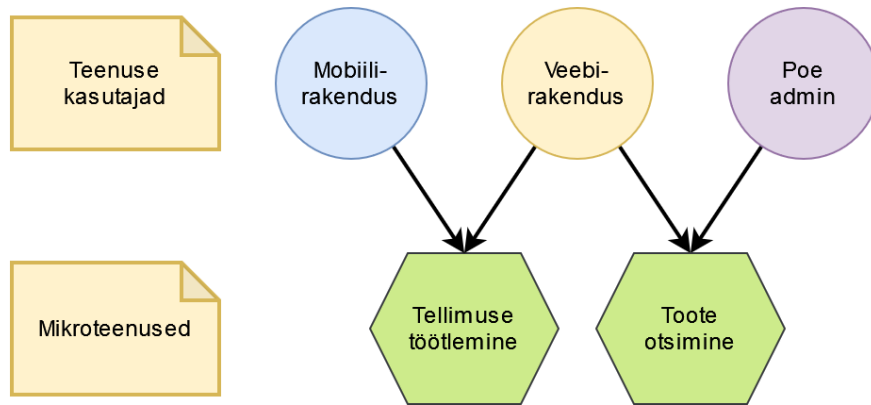 Teenuse
kasutajad
Mobiili-
rakendus
Veebi-
rakendus
Poe
admin
Mikroteenused
Tellimuse
töötlemine
Toote
otsimine